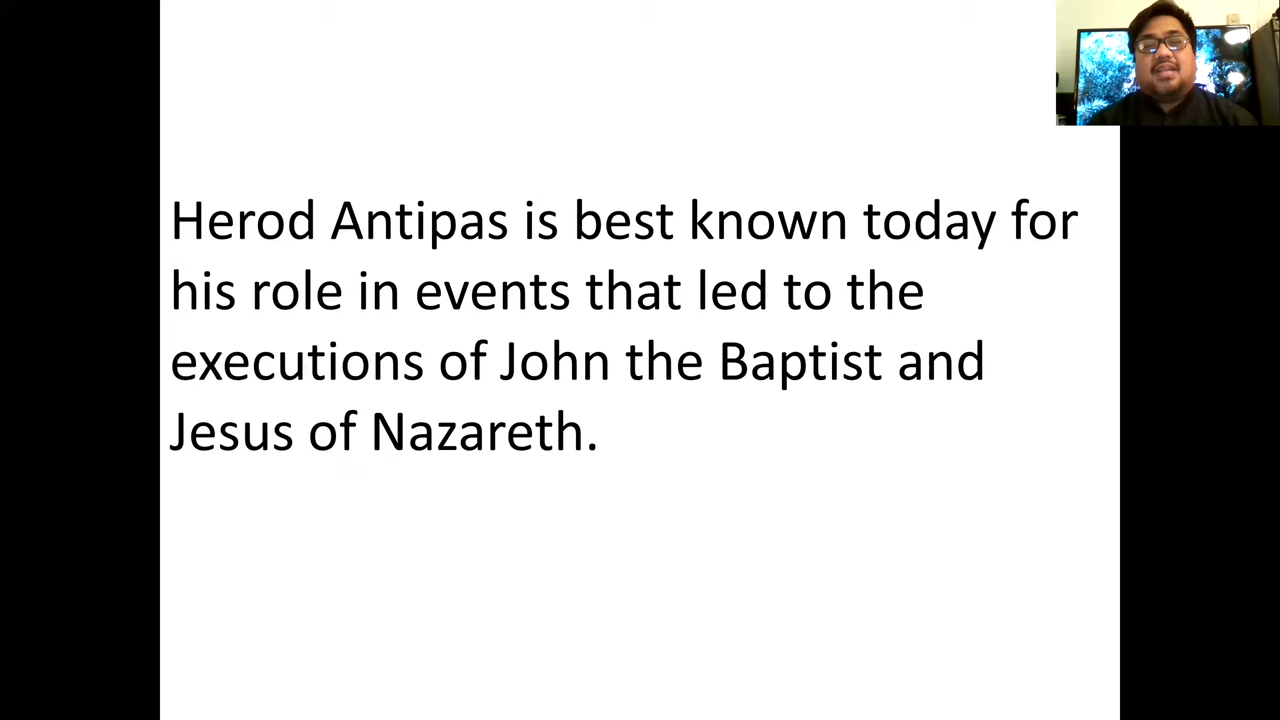 Herod Antipas is best known today for
his role in events that led to the
executions of John the Baptist and
Jesus of Nazareth.